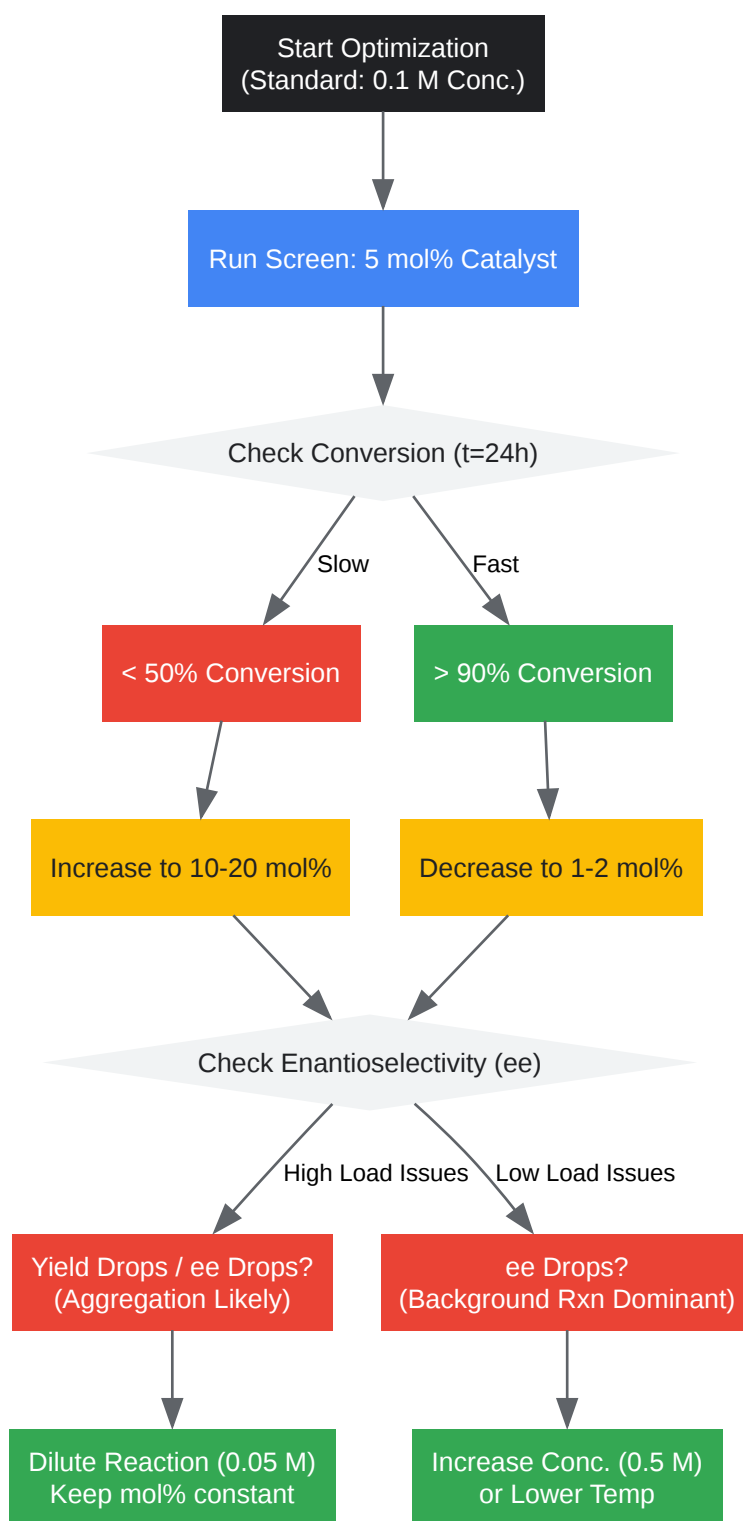 Start Optimization
(Standard: 0.1 M Conc.)
Run Screen: 5 mol% Catalyst
Check Conversion (t=24h)
Slow
Fast
< 50% Conversion
> 90% Conversion
Increase to 10-20 mol%
Decrease to 1-2 mol%
Check Enantioselectivity (ee)
High Load Issues
Low Load Issues
Yield Drops / ee Drops?
(Aggregation Likely)
ee Drops?
(Background Rxn Dominant)
Dilute Reaction (0.05 M)
Keep mol% constant
Increase Conc. (0.5 M)
or Lower Temp